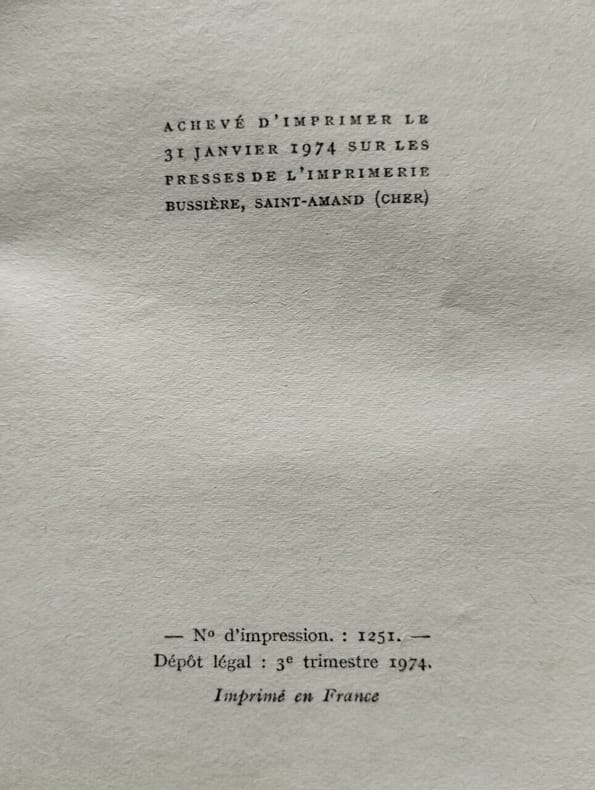 ACHEVÉ D'IMPRIMER LE
31 JANVIER 1974 SUR LES
PRESSES DE L'IMPRIMERIE
BUSSIÈRE, SAINT-AMAND (CHER)
— Nº d'impression. : 1251. —
Dépôt légal : 3e trimestre 1974.
Imprimé en France